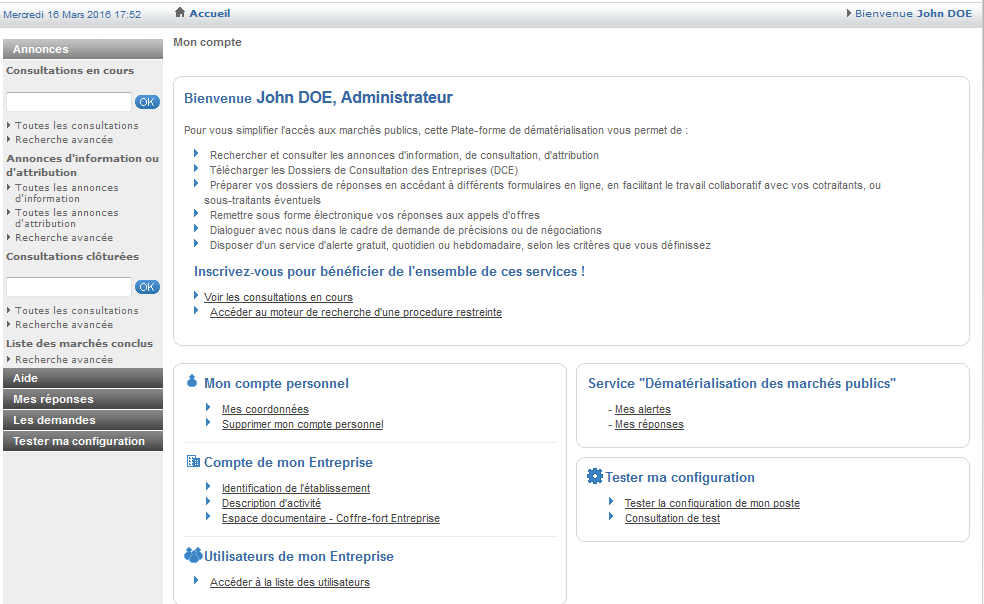 Mercredi 16 Mars 2016 17:52
Accueil
Bienvenue John DOE
Annonces
Consultations en cours
OK
Toutes les consultations
Recherche avancée
Annonces d'information ou
d'attribution
Toutes les annonces
d'information
Toutes les annonces
d'attribution
Recherche avancée
Consultations clôturées
OK
Toutes les consultations
Recherche avancée
Liste des marchés conclus
Recherche avancée
Aide
Mes réponses
Les demandes
Tester ma configuration
Mon compte
Bienvenue John DOE, Administrateur
Pour vous simplifier l'accès aux marchés publics, cette Plate-forme de dématérialisation vous permet de :
Rechercher et consulter les annonces d'information, de consultation, d'attribution
Télécharger les Dossiers de Consultation des Entreprises (DCE)
Préparer vos dossiers de réponses en accédant à différents formulaires en ligne, en facilitant le travail collaboratif avec vos cotraitants, ou
sous-traitants éventuels
Remettre sous forme électronique vos réponses aux appels d'offres
Dialoguer avec nous dans le cadre de demande de précisions ou de négociations
Disposer d'un service d'alerte gratuit, quotidien ou hebdomadaire, selon les critères que vous définissez
Inscrivez-vous pour bénéficier de l'ensemble de ces services !
Voir les consultations en cours
Accéder au moteur de recherche d'une procedure restreinte
Mon compte personnel
Mes coordonnées
Supprimer mon compte personnel
Compte de mon Entreprise
Identification de l'établissement
Description d'activité
Espace documentaire - Coffre-fort Entreprise
Utilisateurs de mon Entreprise
Accéder à la liste des utilisateurs
Service "Dématérialisation des marchés publics"
- Mes alertes
- Mes réponses
Tester ma configuration
Tester la configuration de mon poste
Consultation de test